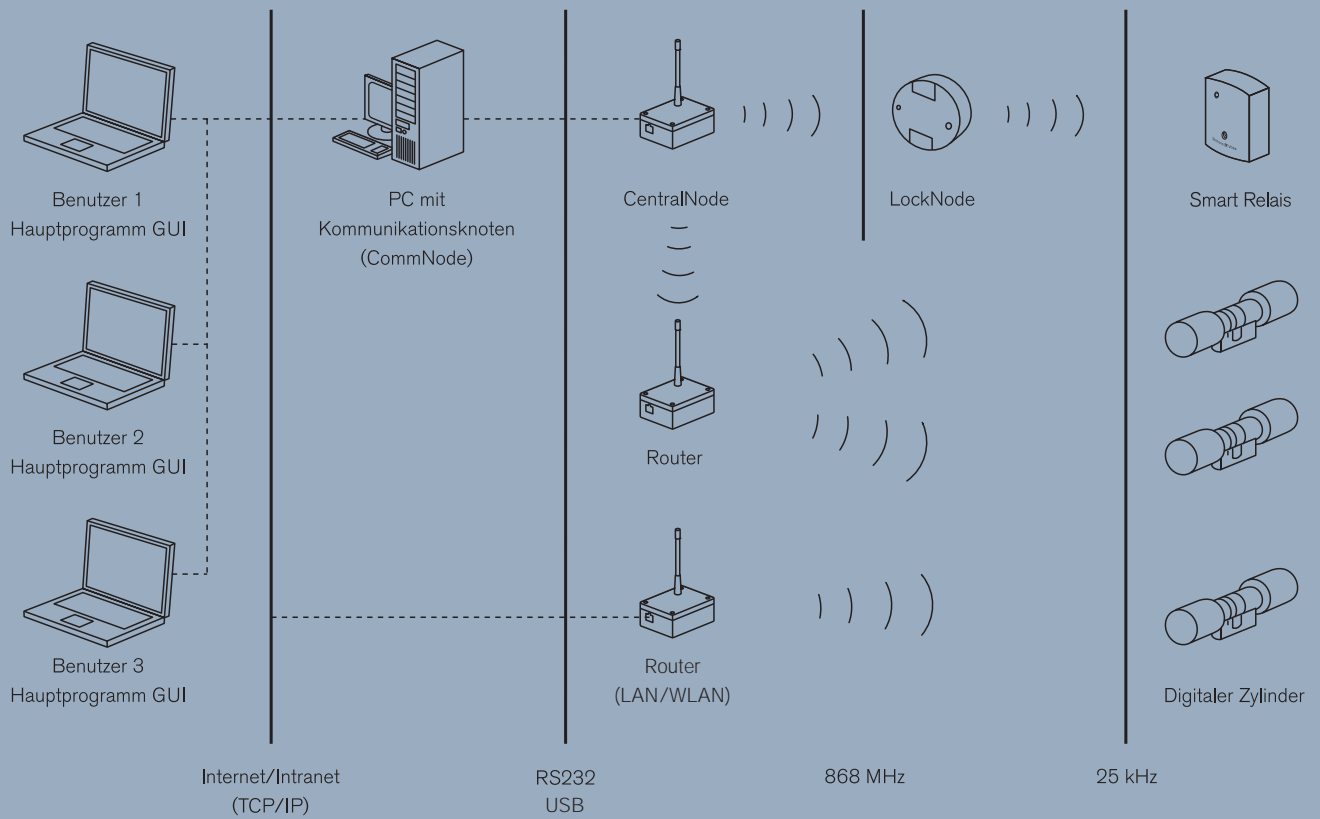 Benutzer 1
Hauptprogramm GUI
PC mit
Kommunikationsknoten
(CommNode)
CentralNode
LockNode
Smart Relais
Benutzer 2
Hauptprogramm GUI
Router
Benutzer 3
Hauptprogramm GUI
Router
(LAN/WLAN)
Digitaler Zylinder
Internet/Intranet
(TCP/IP)
RS232
USB
868 MHz
25 kHz